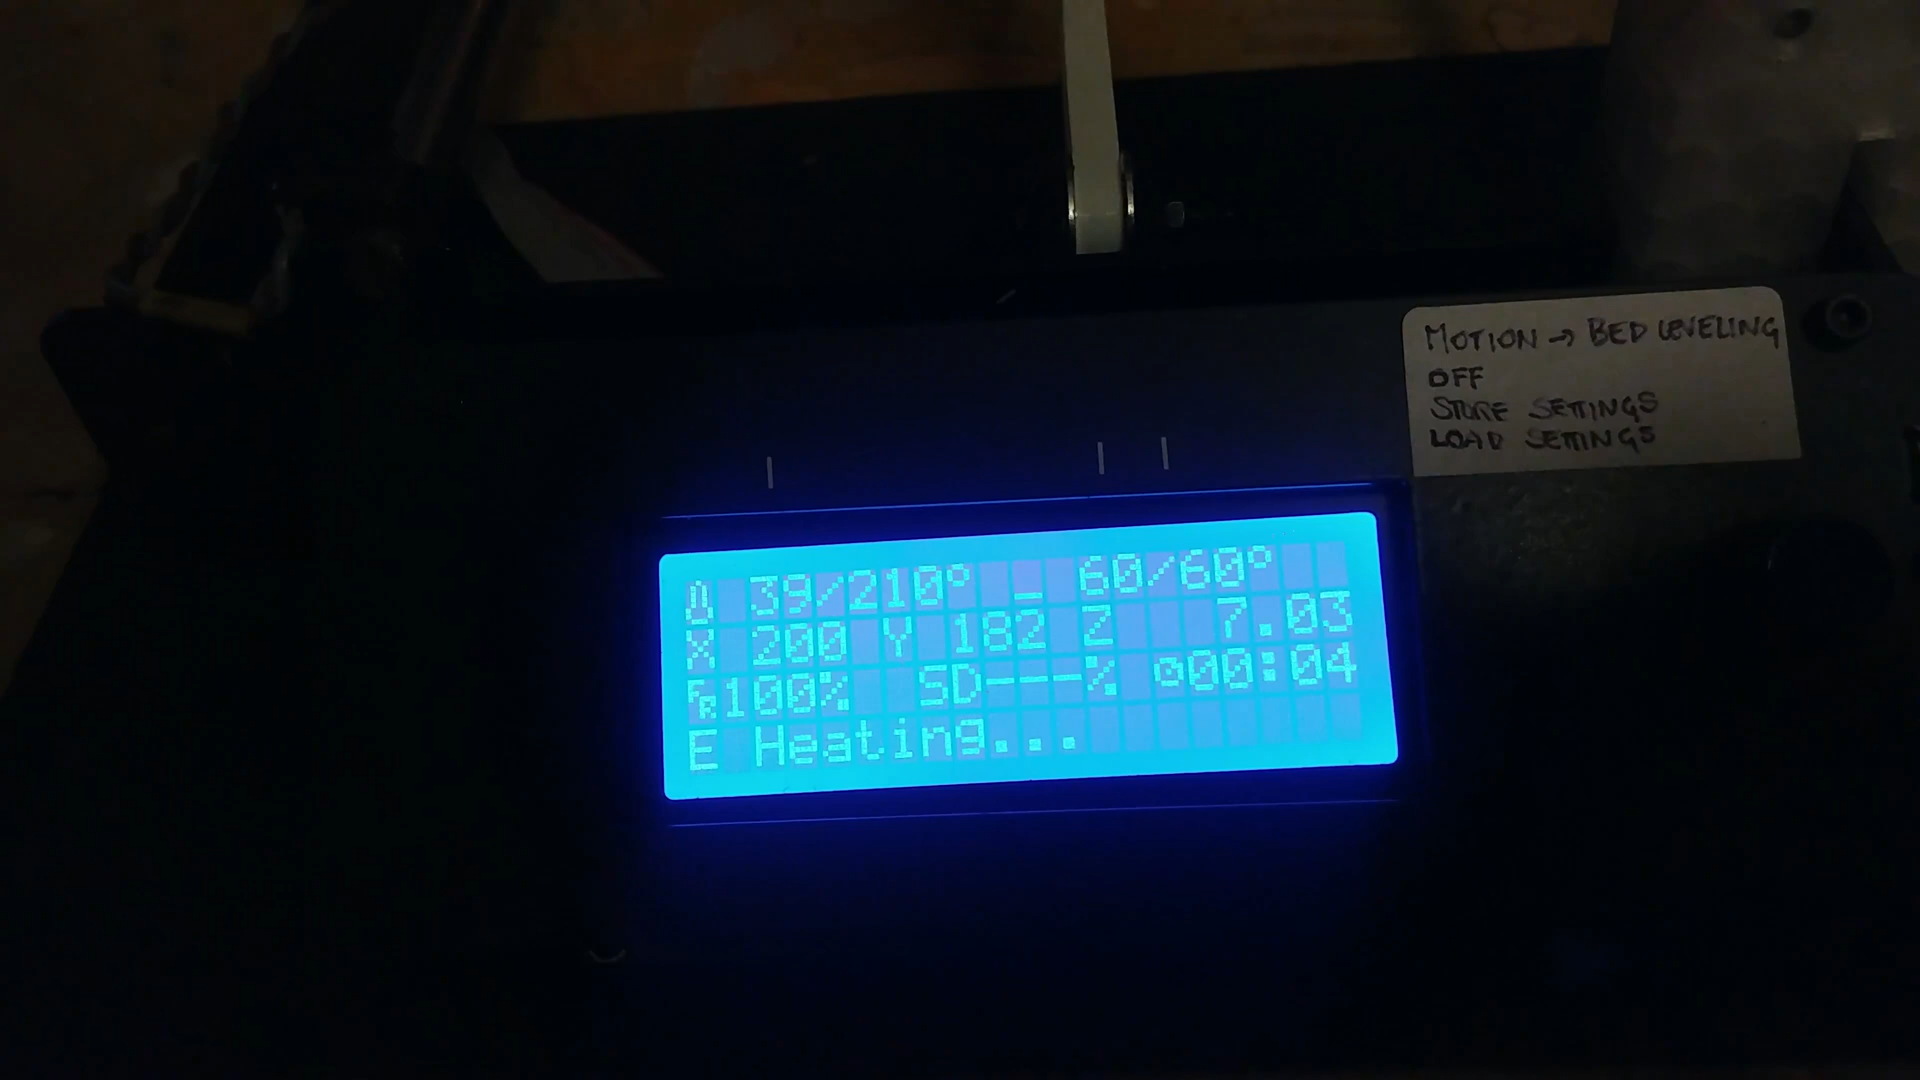 MOTION → BED LEVELING
OFF
STORE SETTINGS
LOAD SETTINGS
39/210° _ 60/60°
X 200 Y 182 Z 7.03
FR100% SD---% 00:04
E Heating...